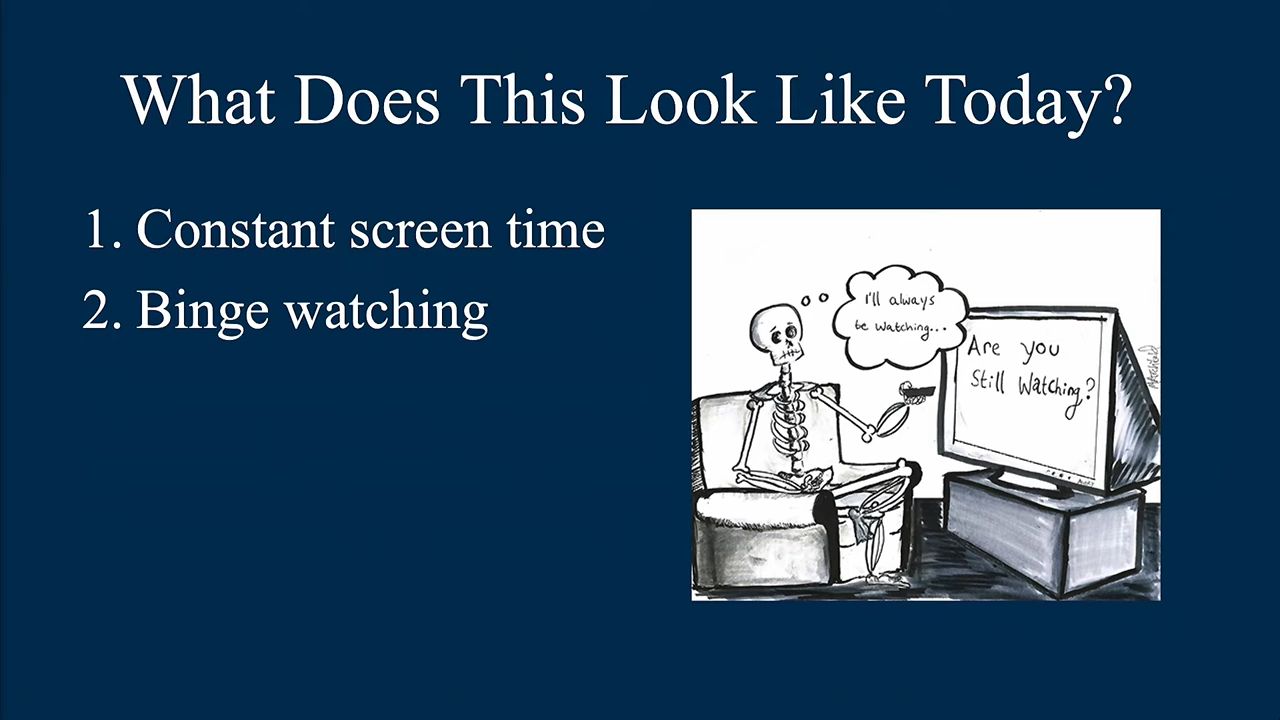 What Does This Look Like Today?
1. Constant screen time
2. Binge watching
I'll always
be watching...
Are you
Still Watching?